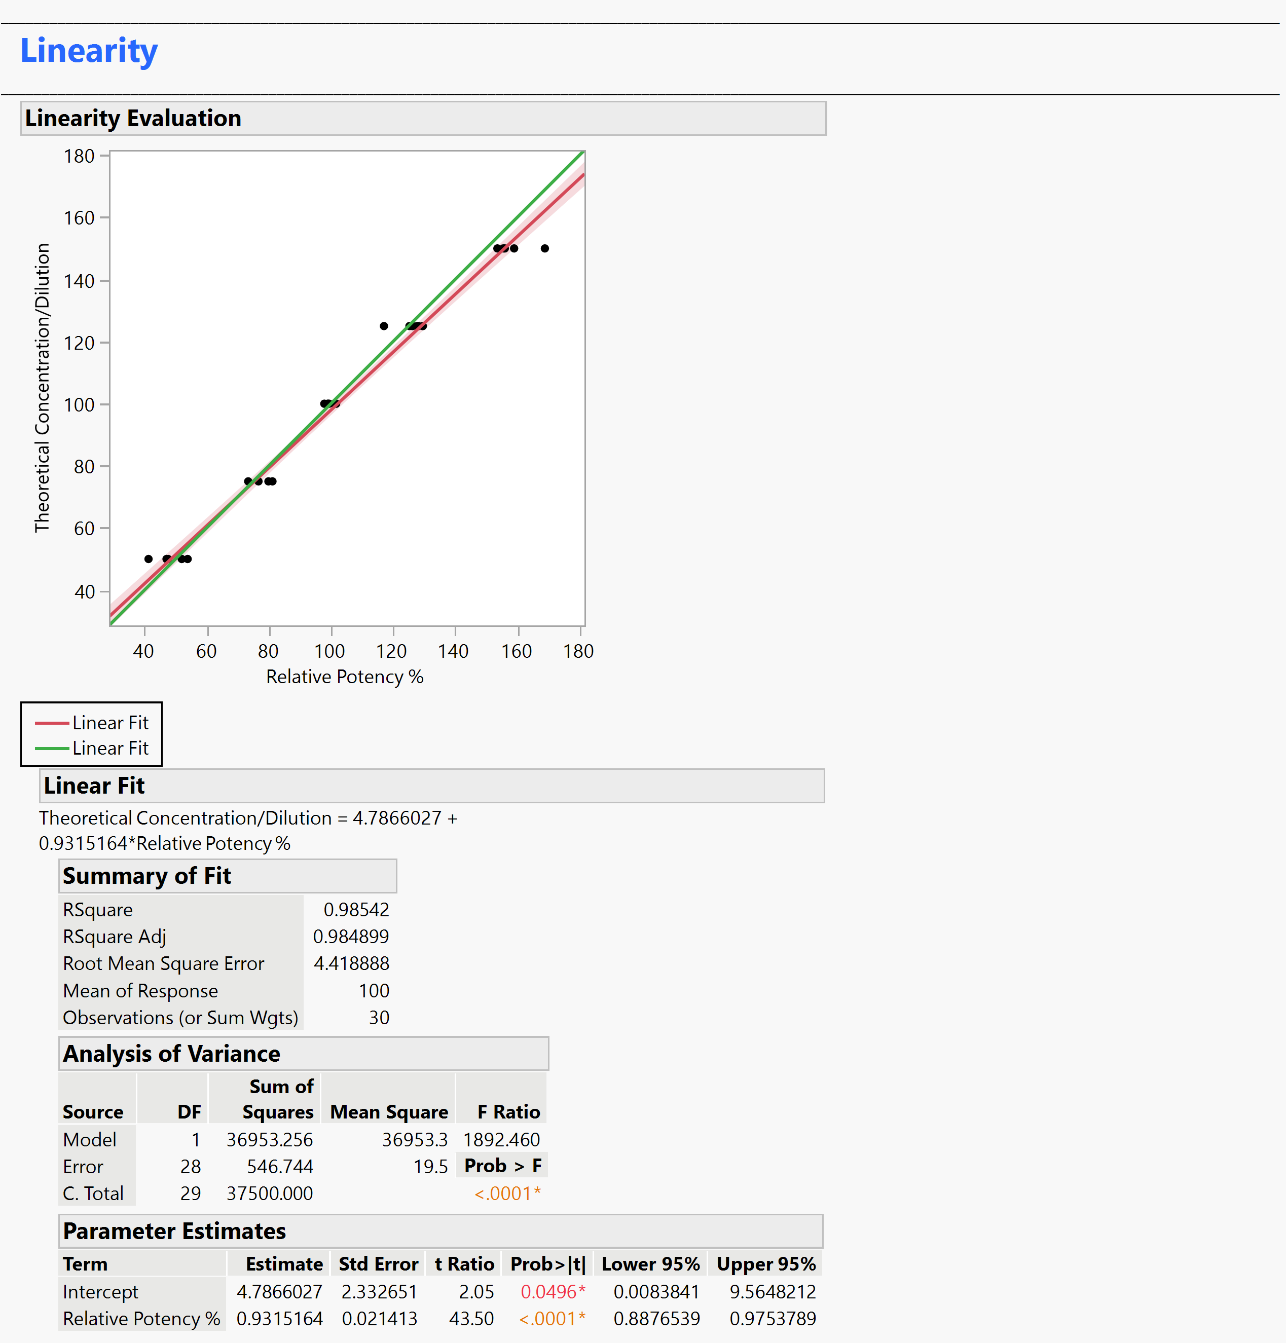 Linearity
Linearity Evaluation
180
160
140
120
100
80
60
40
Theoretical Concentration/Dilution
40 60 80 100 120 140 160 180
Relative Potency %
Linear Fit
Linear Fit
Linear Fit
Theoretical Concentration/Dilution = 4.7866027 +
0.9315164*Relative Potency %
Summary of Fit
RSquare 0.98542
RSquare Adj 0.984899
Root Mean Square Error 4.418888
Mean of Response 100
Observations (or Sum Wgts) 30
Analysis of Variance
Sum of
Source DF Squares Mean Square F Ratio
Model 1 36953.256 36953.3 1892.460
Error 28 546.744 19.5 Prob > F
C. Total 29 37500.000 <.0001*
Parameter Estimates
Term Estimate Std Error t Ratio Prob>|t| Lower 95% Upper 95%
Intercept 4.7866027 2.332651 2.05 0.0496* 0.0083841 9.5648212
Relative Potency % 0.9315164 0.021413 43.50 <.0001* 0.8876539 0.9753789